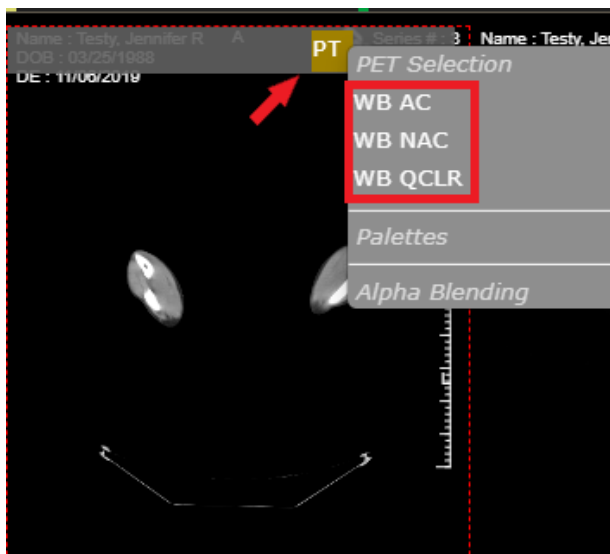 Name : Testy, Jennifer R
A
Series # : 3
DOB : 03/25/1988
DE : 11/06/2019
PT
Name : Testy, Jer
PET Selection
WB AC
WB NAC
WB QCLR
Palettes
Alpha Blending